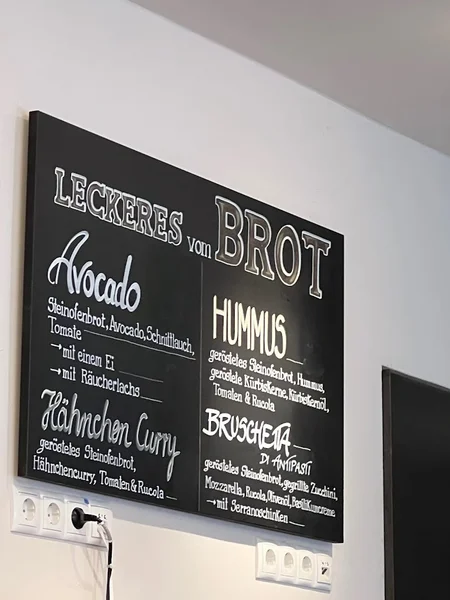 LECKERES vom BROT
Avocado
Steinofenbrot, Avocado, Schnittlauch,
Tomate
→ mit einem Ei
→ mit Räucherlachs
Hähnchen Curry
geröstetes Steinofenbrot,
Hähnchencurry, Tomaten & Rucola
HUMMUS
geröstetes Steinofenbrot, Hummus,
geröstete Kürbiskerne, Kürbiskernöl,
Tomaten & Rucola
BRUSCHETTA
DI ANTIPASTI
geröstetes Steinofenbrot, gegrillte Zucchini,
Mozzarella, Rucola, Olivenöl, Basilikumcreme
→ mit Serranoschinken